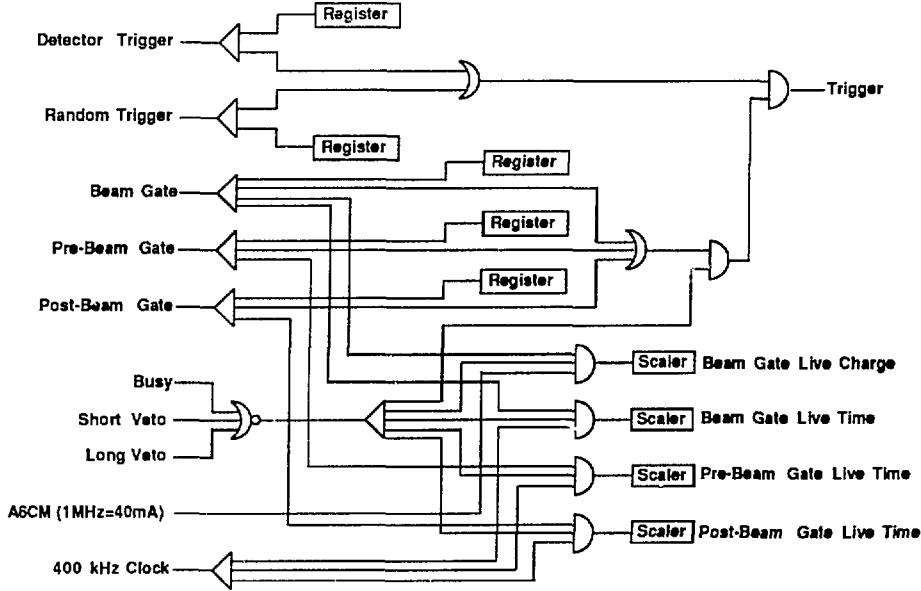 Register
Detector Trigger
Trigger
Random Trigger
Register
Register
Beam Gate
Register
Pre-Beam Gate
Register
Post-Beam Gate
Scaler Beam Gate Live Charge
Busy
Short Veto
Scaler Beam Gate Live Time
Long Veto
Scaler Pre-Beam Gate Live Time
A6CM (1MHz=40mA)
Scaler Post-Beam Gate Live Time
400 kHz Clock